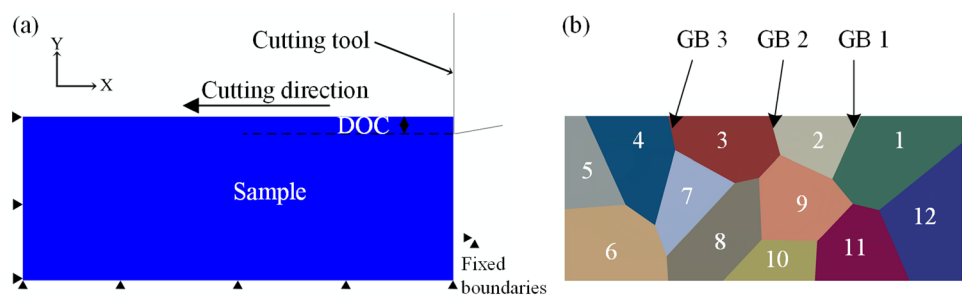 (a)
Y
X
Cutting tool
Cutting direction
DOC
Sample
Fixed
boundaries
(b)
GB 3
GB 2
GB 1
4
3
2
1
5
7
9
12
6
8
10
11